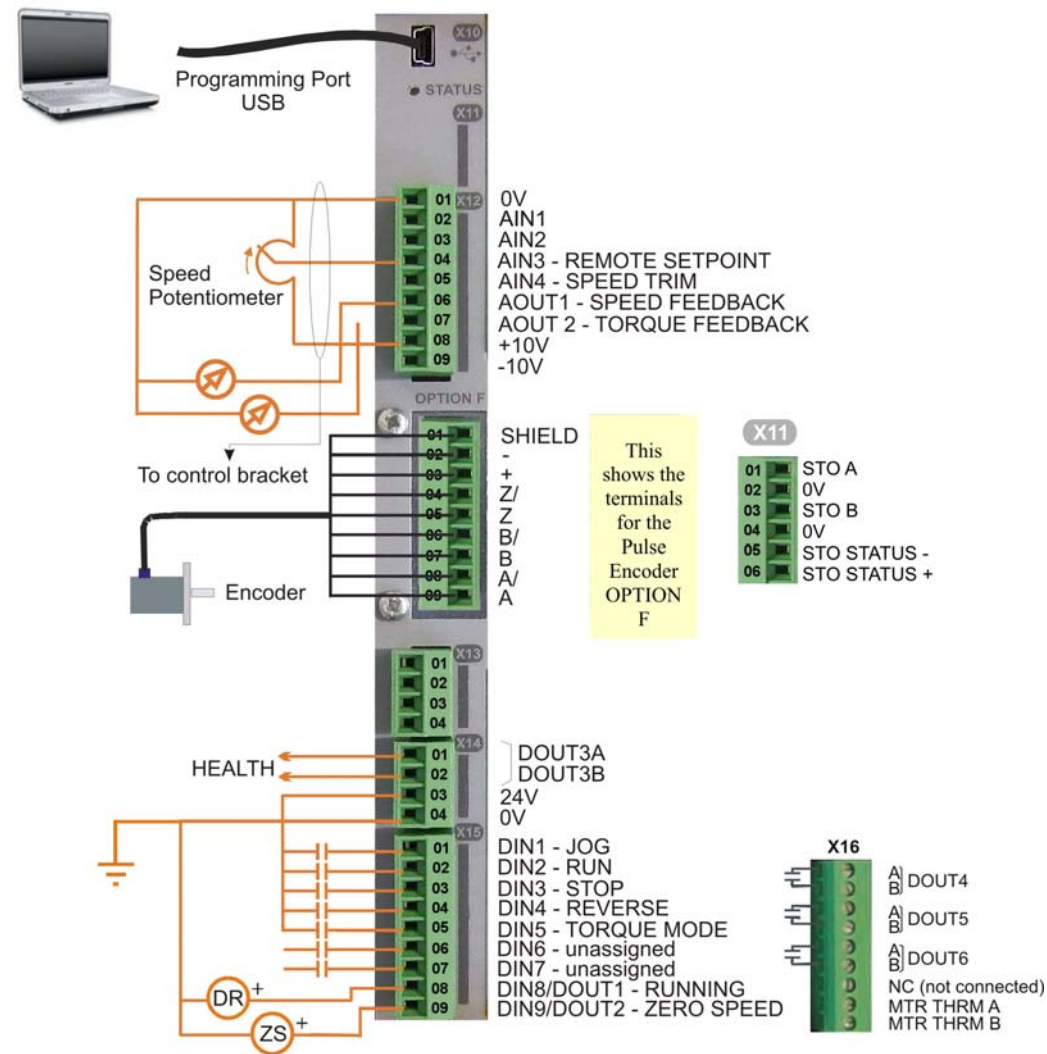 X10
Programming Port
USB
STATUS
X11
X12
01 0V
02 AIN1
03 AIN2
04 AIN3 - REMOTE SETPOINT
05 AIN4 - SPEED TRIM
06 AOUT1 - SPEED FEEDBACK
07 AOUT 2 - TORQUE FEEDBACK
08 +10V
09 -10V
Speed
Potentiometer
OPTION F
To control bracket
01 SHIELD
02 -
03 +
04 Z/
05 Z
06 B/
07 B
08 A/
09 A
Encoder
This
shows the
terminals
for the
Pulse
Encoder
OPTION
F
X11
01 STO A
02 0V
03 STO B
04 0V
05 STO STATUS -
06 STO STATUS +
X13
01
02
03
04
X14
HEALTH
01 DOUT3A
02 DOUT3B
03 24V
04 0V
X15
01 DIN1 - JOG
02 DIN2 - RUN
03 DIN3 - STOP
04 DIN4 - REVERSE
05 DIN5 - TORQUE MODE
06 DIN6 - unassigned
07 DIN7 - unassigned
08 DIN8/DOUT1 - RUNNING
09 DIN9/DOUT2 - ZERO SPEED
DR +
ZS +
X16
A
B DOUT4
A
B DOUT5
A
B DOUT6
NC (not connected)
MTR THRM A
MTR THRM B